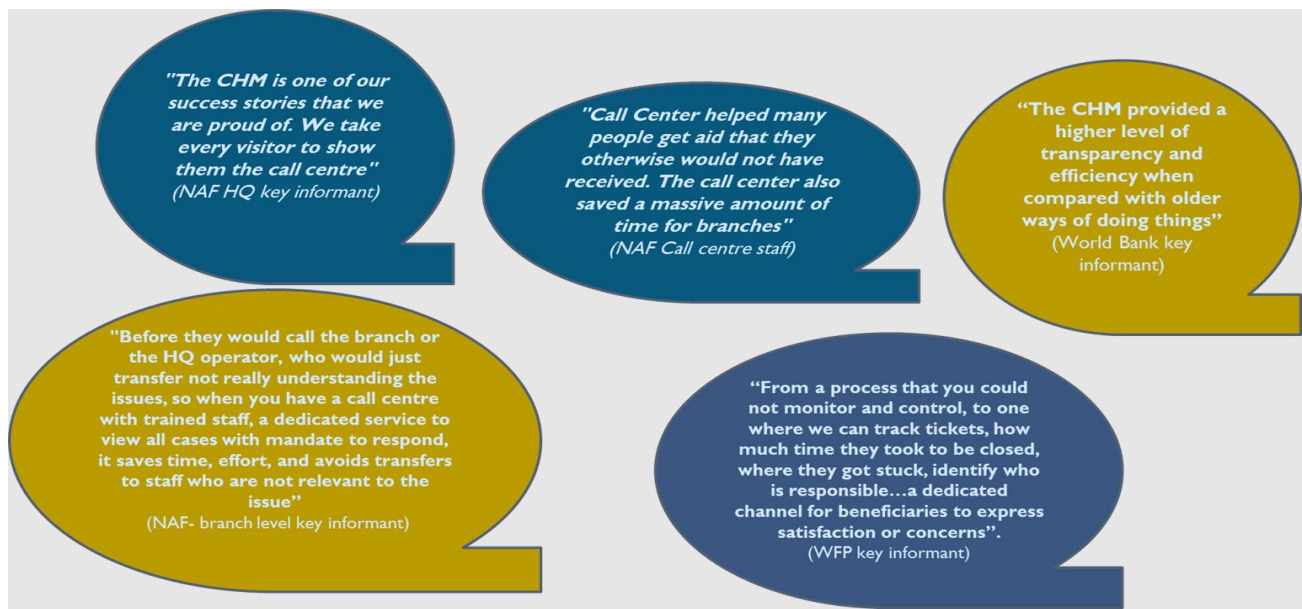 "The CHM is one of our
success stories that we
are proud of. We take
every visitor to show
them the call centre"
(NAF HQ key informant)
"Call Center helped many
people get aid that they
otherwise would not have
received. The call center also
saved a massive amount of
time for branches"
(NAF Call centre staff)
“The CHM provided a
higher level of
transparency and
efficiency when
compared with older
ways of doing things”
(World Bank key
informant)
"Before they would call the branch or
the HQ operator, who would just
transfer not really understanding the
issues, so when you have a call centre
with trained staff, a dedicated service to
view all cases with mandate to respond,
it saves time, effort, and avoids transfers
to staff who are not relevant to the
issue”
(NAF- branch level key informant)
“From a process that you could
not monitor and control, to one
where we can track tickets, how
much time they took to be closed,
where they got stuck, identify who
is responsible…a dedicated
channel for beneficiaries to express
satisfaction or concerns”.
(WFP key informant)